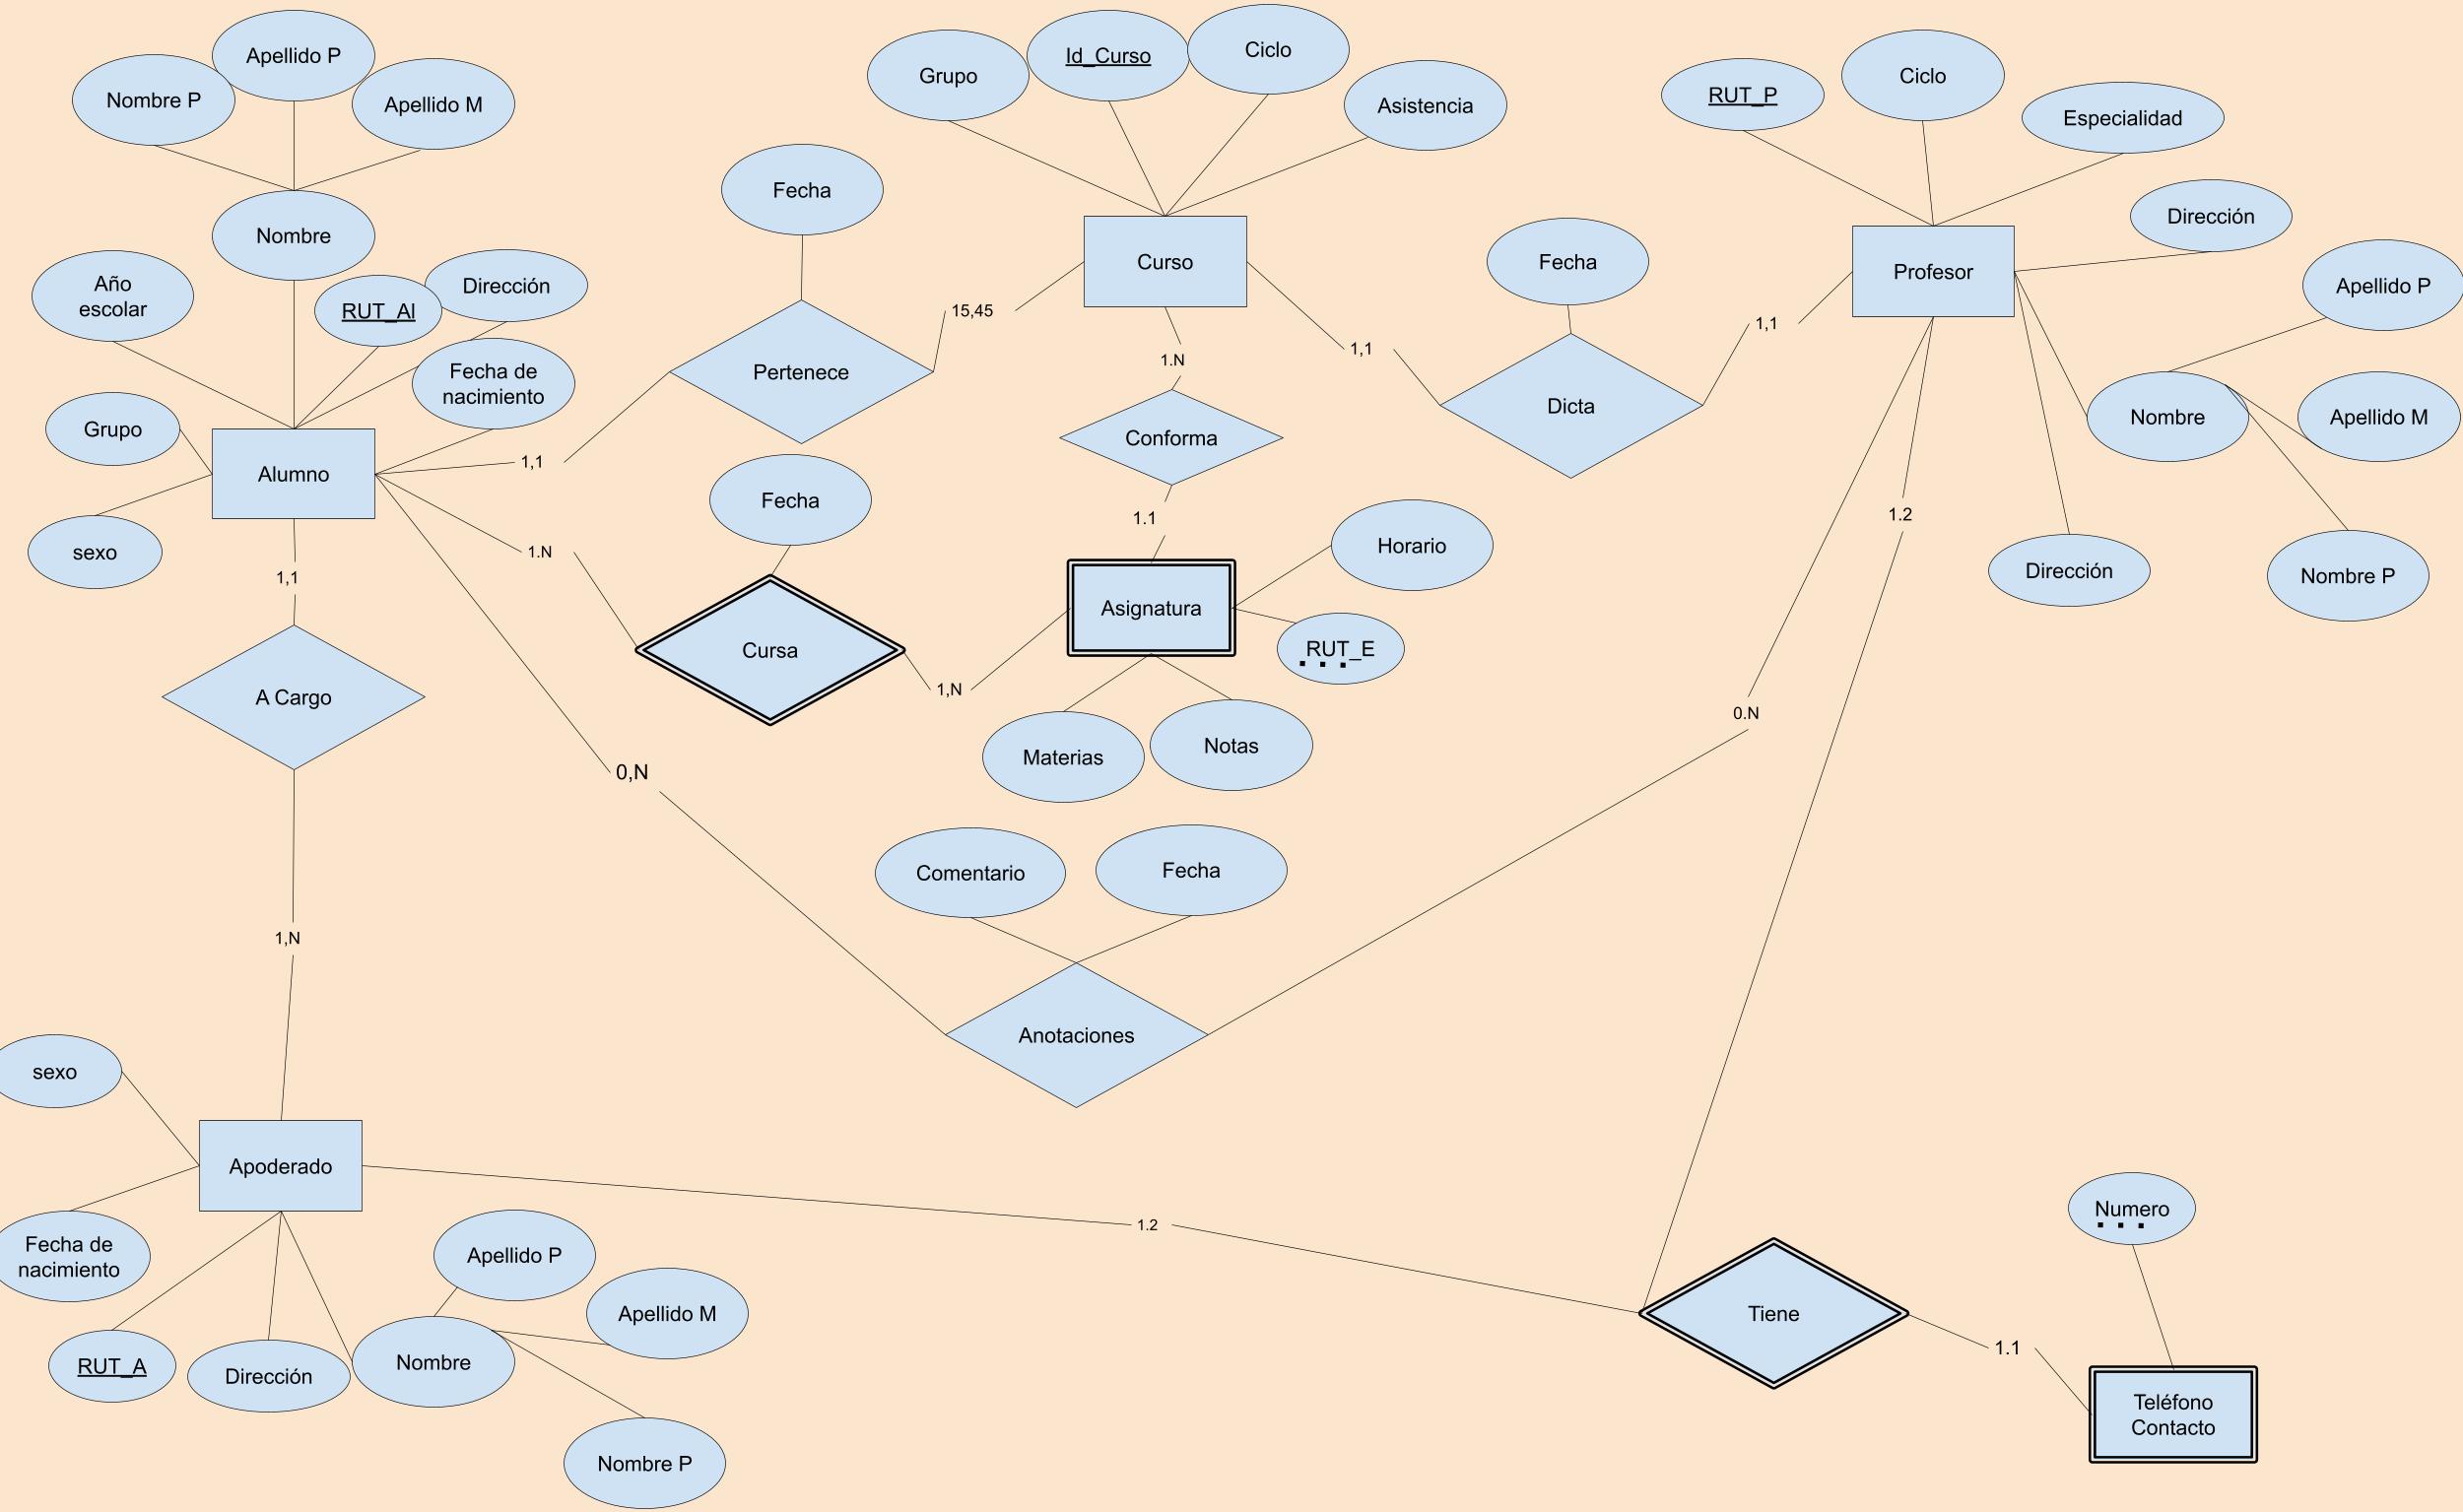 Apellido P
Nombre P
Apellido M
Nombre
Año
escolar
RUT_Al
Dirección
Fecha de
nacimiento
Grupo
Alumno
sexo
1,1
A Cargo
1,N
Fecha
Pertenece
1,1
15,45
Grupo
Id_Curso
Ciclo
Asistencia
Curso
1.N
Conforma
1.1
Fecha
Dicta
1,1
1,1
RUT_P
Ciclo
Especialidad
Dirección
Profesor
Apellido P
Nombre
Apellido M
Dirección
Nombre P
1.N
Fecha
Cursa
1,N
Asignatura
Horario
RUT_E
Materias
Notas
0,N
Comentario
Fecha
Anotaciones
0.N
1.2
sexo
Apoderado
Fecha de
nacimiento
RUT_A
Dirección
Nombre
Apellido P
Apellido M
Nombre P
1.2
Tiene
1.1
Numero
Teléfono
Contacto